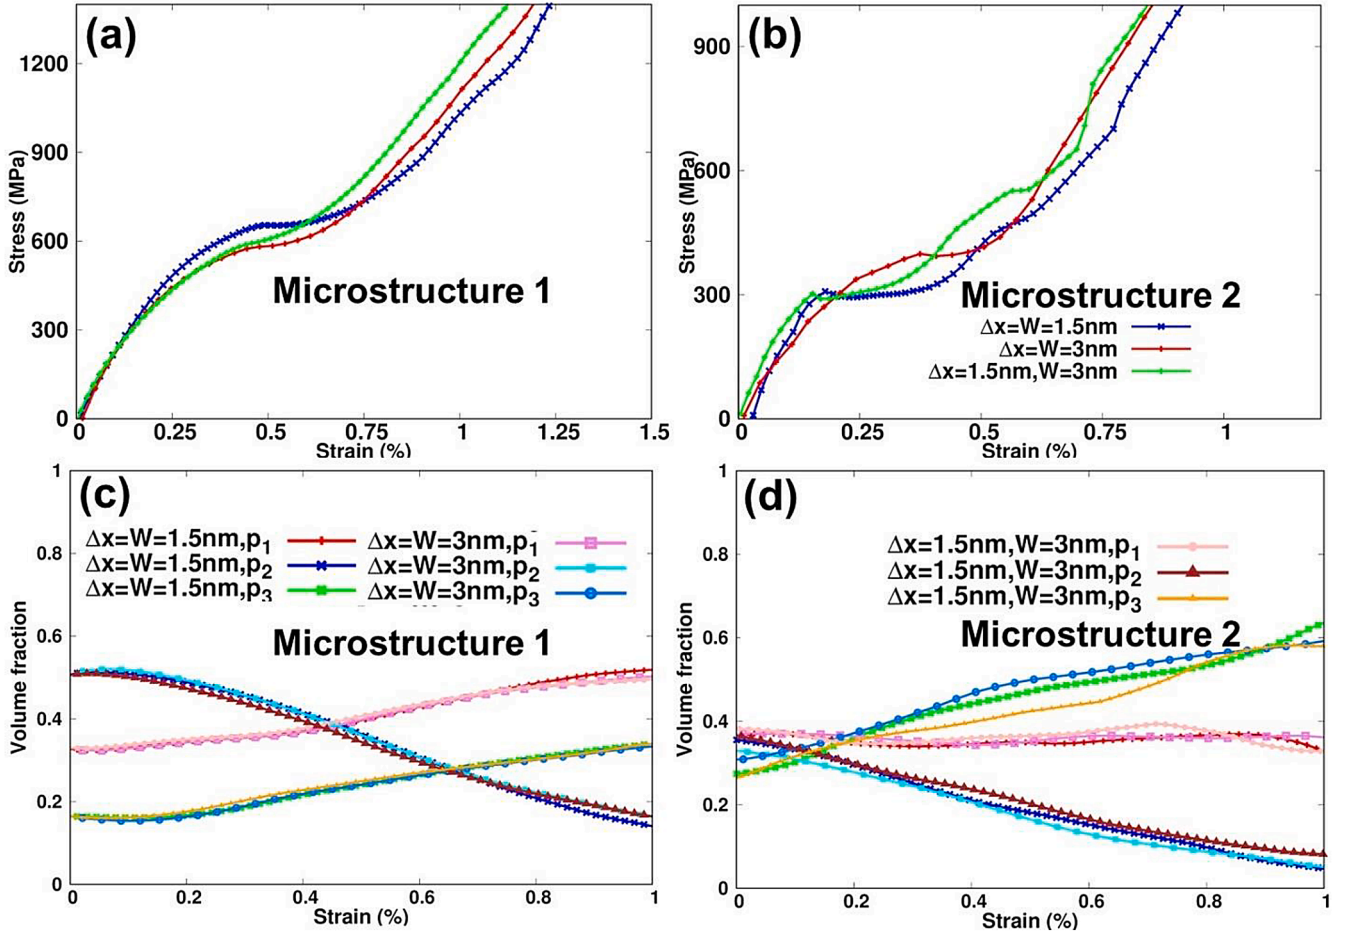 (a)
1200
900
600
300
0
Stress (MPa)
Microstructure 1
0 0.25 0.5 0.75 1 1.25 1.5
Strain (%)
(b)
900
600
300
0
Stress (MPa)
Microstructure 2
Δx=W=1.5nm
Δx=W=3nm
Δx=1.5nm,W=3nm
0 0.25 0.5 0.75 1
Strain (%)
(c)
1
0.8
0.6
0.4
0.2
0
Volume fraction
Δx=W=1.5nm,p1 Δx=W=3nm,p1
Δx=W=1.5nm,p2 Δx=W=3nm,p2
Δx=W=1.5nm,p3 Δx=W=3nm,p3
Microstructure 1
0 0.2 0.4 0.6 0.8 1
Strain (%)
(d)
1
0.8
0.6
0.4
0.2
0
Volume fraction
Δx=1.5nm,W=3nm,p1
Δx=1.5nm,W=3nm,p2
Δx=1.5nm,W=3nm,p3
Microstructure 2
0 0.2 0.4 0.6 0.8 1
Strain (%)